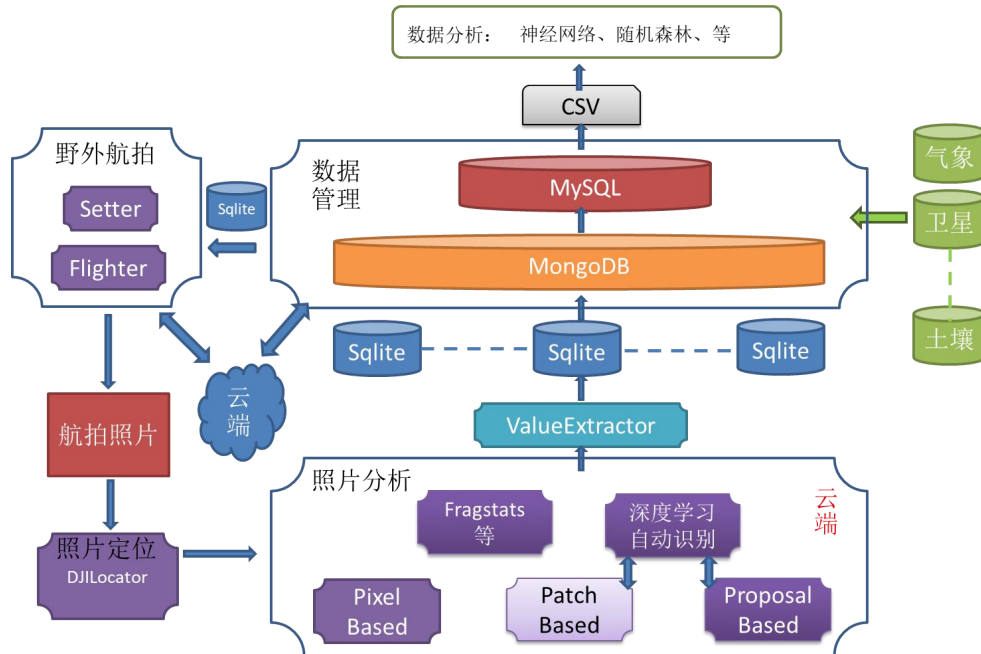 数据分析： 神经网络、随机森林、等
CSV
野外航拍
Setter
Flighter
Sqlite
数据
管理
MySQL
MongoDB
气象
卫星
土壤
Sqlite
Sqlite
Sqlite
云
端
航拍照片
ValueExtractor
照片定位
DJILocator
照片分析
云
端
Fragstats
等
深度学习
自动识别
Pixel
Based
Patch
Based
Proposal
Based